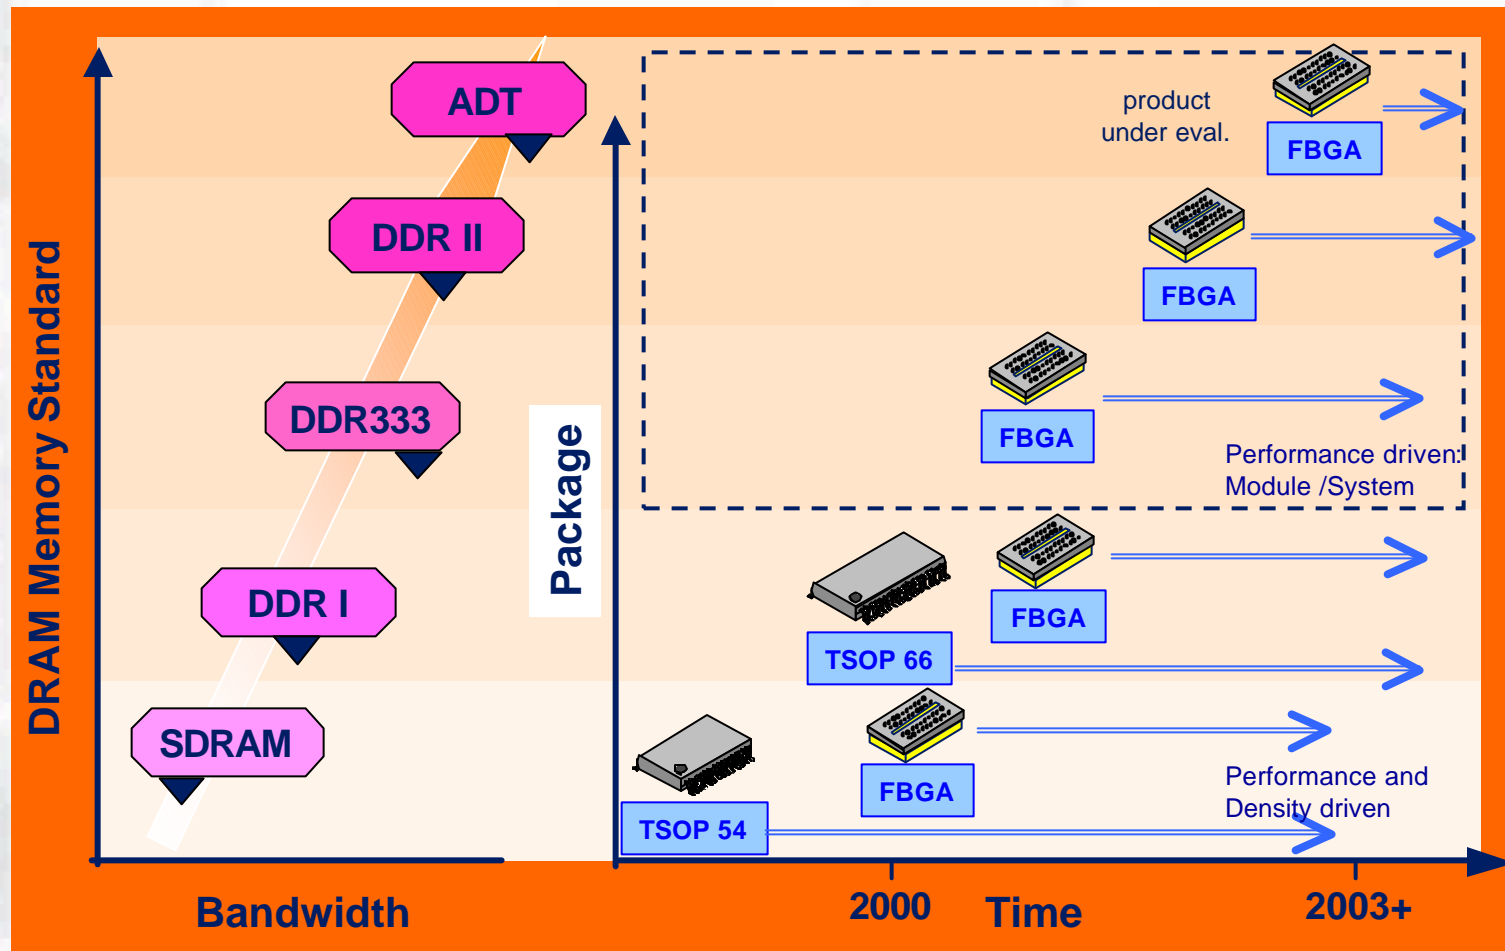 DRAM Memory Standard
ADT
DDR II
DDR333
DDR I
SDRAM
Bandwidth
Package
product
under eval.
FBGA
FBGA
FBGA
Performance driven:
Module /System
FBGA
TSOP 66
FBGA
Performance and
Density driven
TSOP 54
2000
Time
2003+